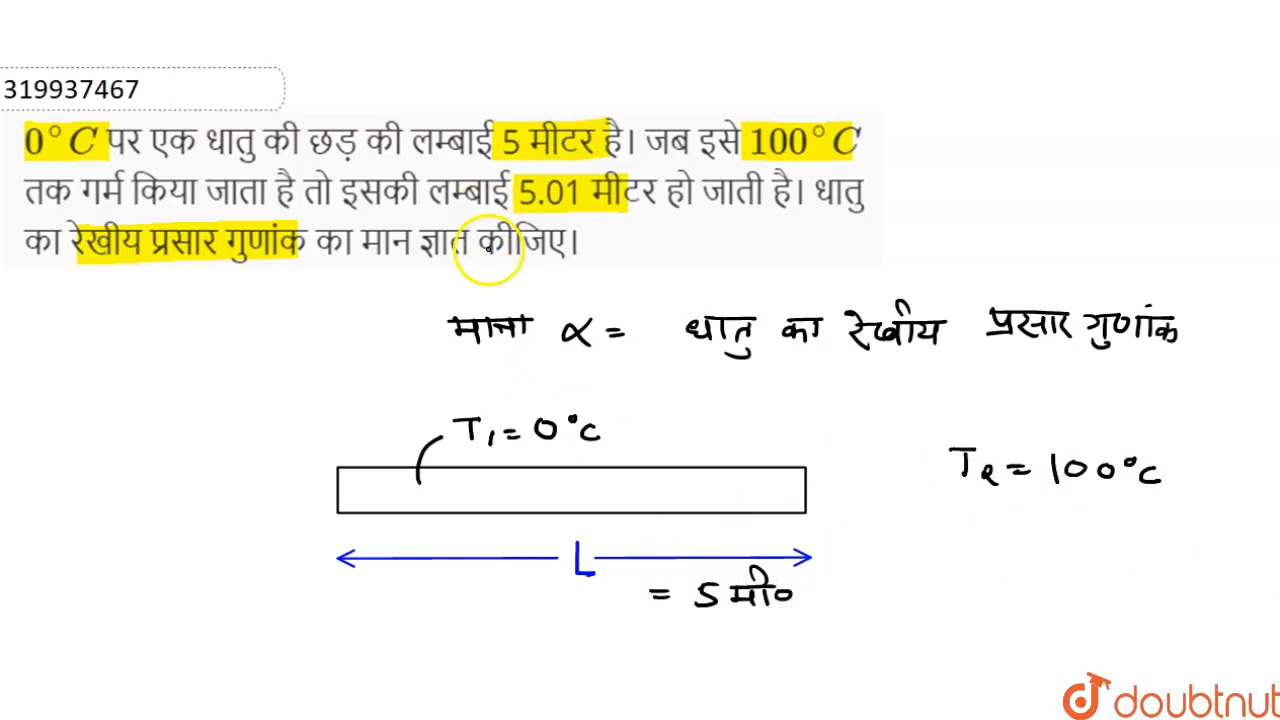 319937467
0°C पर एक धातु की छड़ की लम्बाई 5 मीटर है। जब इसे 100°C
तक गर्म किया जाता है तो इसकी लम्बाई 5.01 मीटर हो जाती है। धातु
का रेखीय प्रसार गुणांक का मान ज्ञात कीजिए।
माना α = धातु का रेखीय प्रसार गुणांक
T₁ = 0°C
T₂ = 100°C
L
= 5 मी०
doubtnut